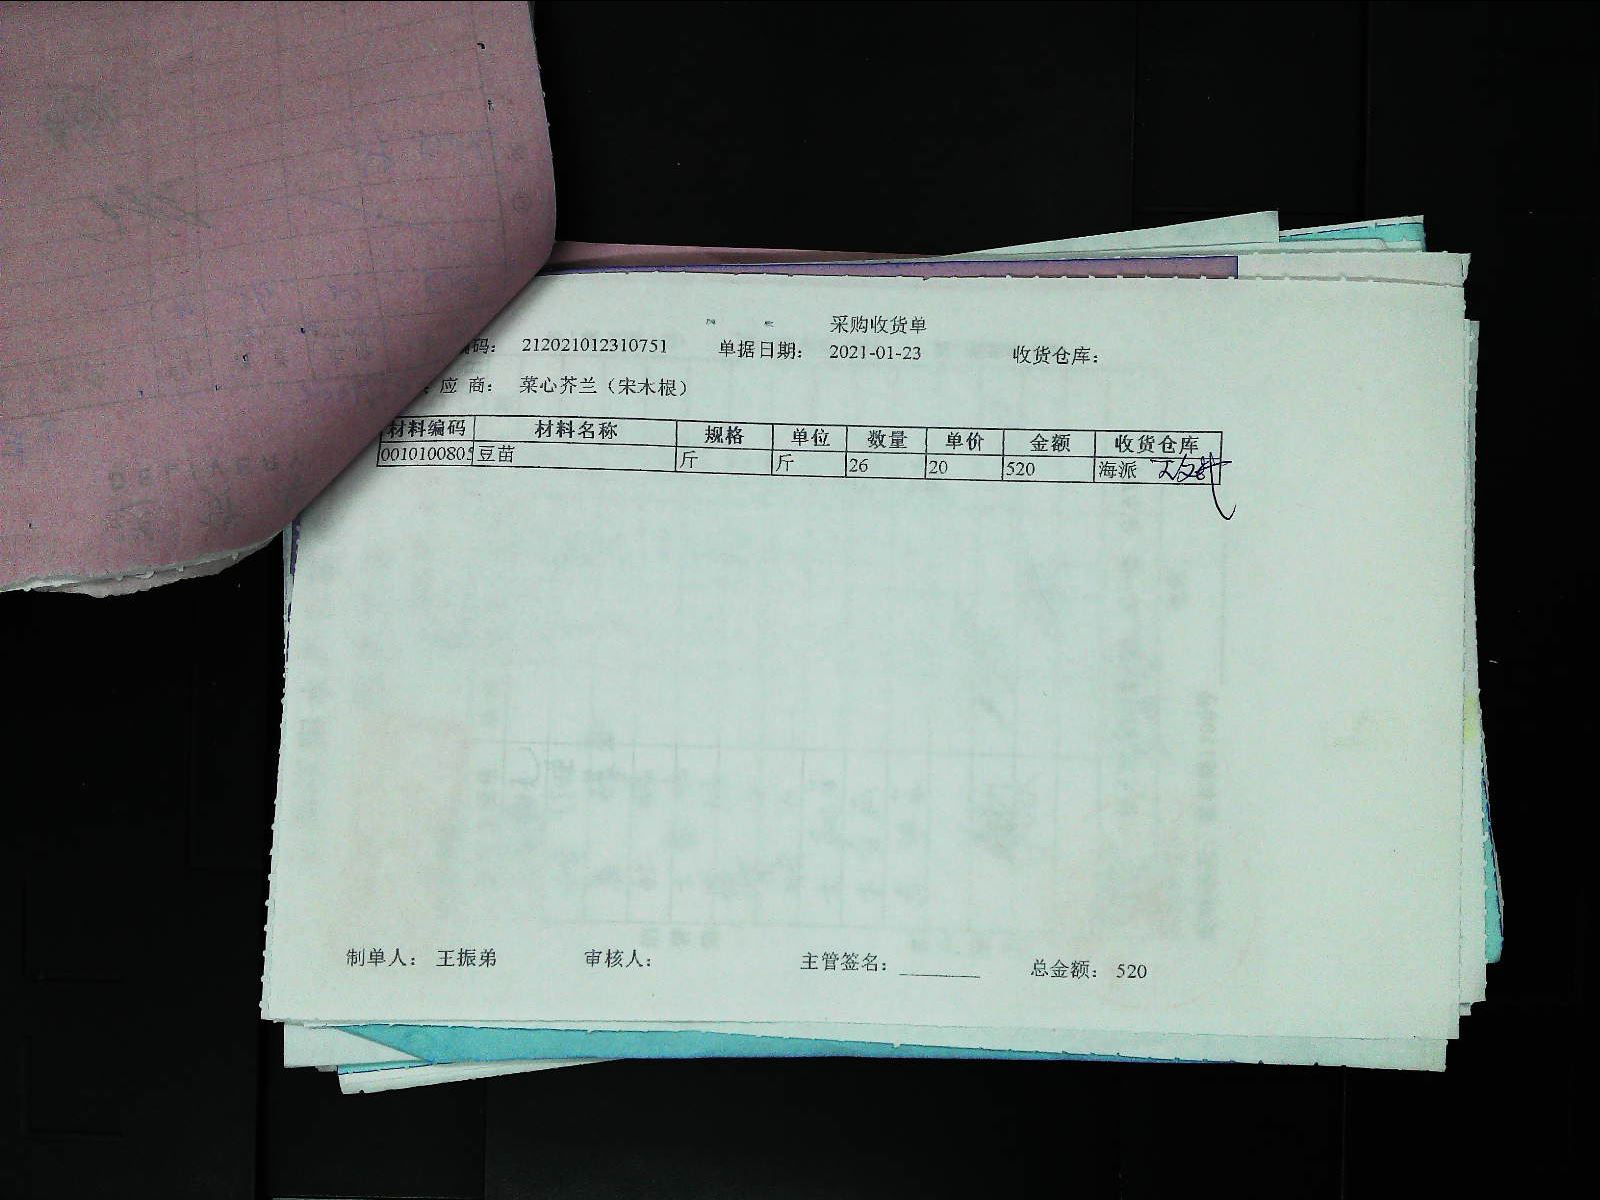 采购收货单
编码： 212021012310751 单据日期： 2021-01-23 收货仓库：
应 商： 菜心芥兰（宋木根）
材料编码 材料名称 规格 单位 数量 单价 金额 收货仓库
0010100805 豆苗 斤 斤 26 20 520 海派
制单人： 王振弟 审核人： 主管签名： 总金额： 520